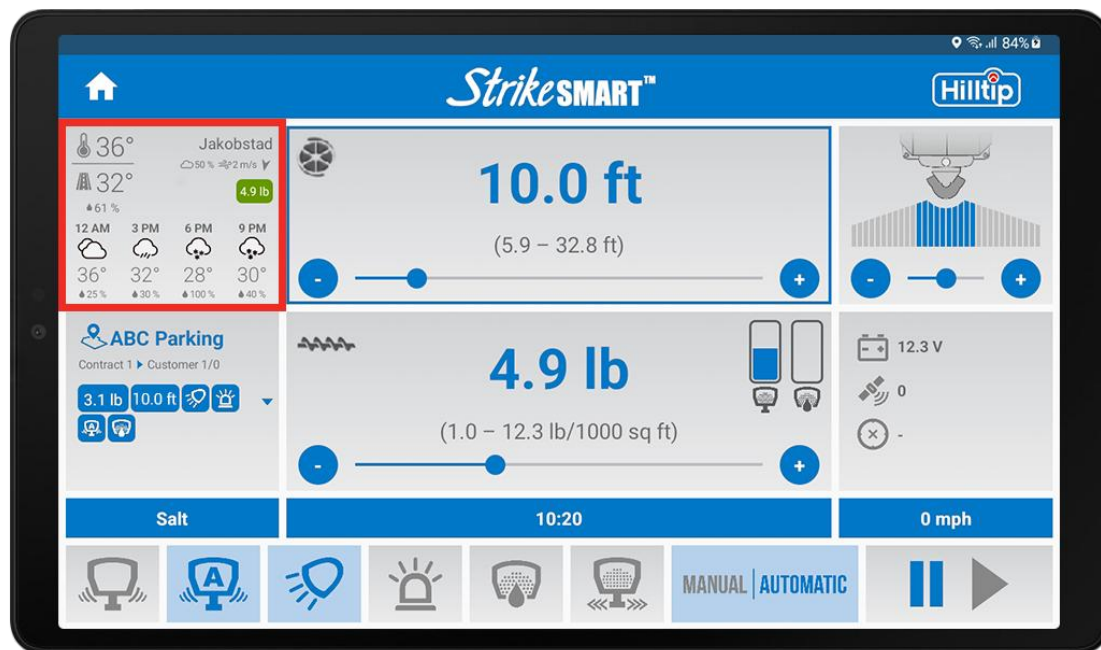 84%
StrikeSMART™
Hilltip
36°
Jakobstad
50 % 2 m/s
32°
4.9 lb
61 %
12 AM 3 PM 6 PM 9 PM
36° 32° 28° 30°
25 % 30 % 100 % 40 %
10.0 ft
(5.9 – 32.8 ft)
- +
- +
ABC Parking
Contract 1 ▸ Customer 1/0
3.1 lb 10.0 ft
A
4.9 lb
(1.0 – 12.3 lb/1000 sq ft)
- +
12.3 V
0
-
Salt
10:20
0 mph
A
MANUAL | AUTOMATIC